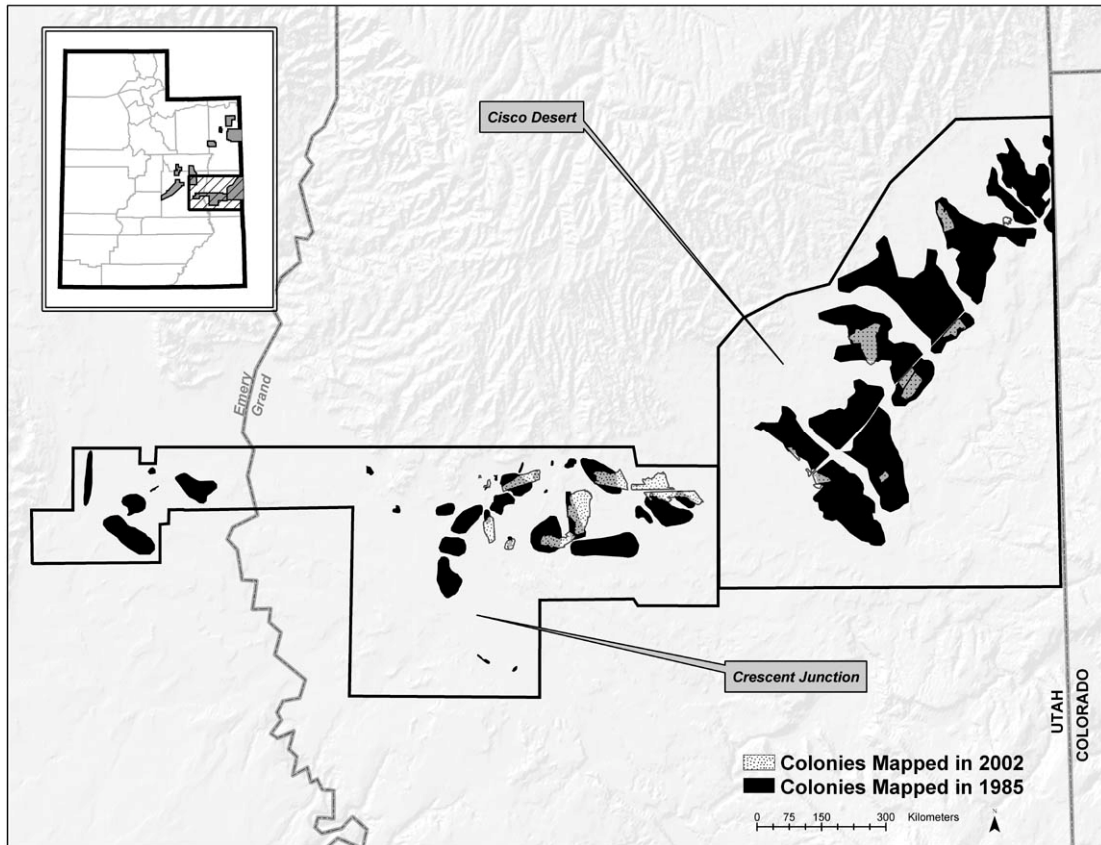 Cisco Desert
Emery
Grand
Crescent Junction
UTAH
COLORADO
Colonies Mapped in 2002
Colonies Mapped in 1985
0 75 150 300 Kilometers
N